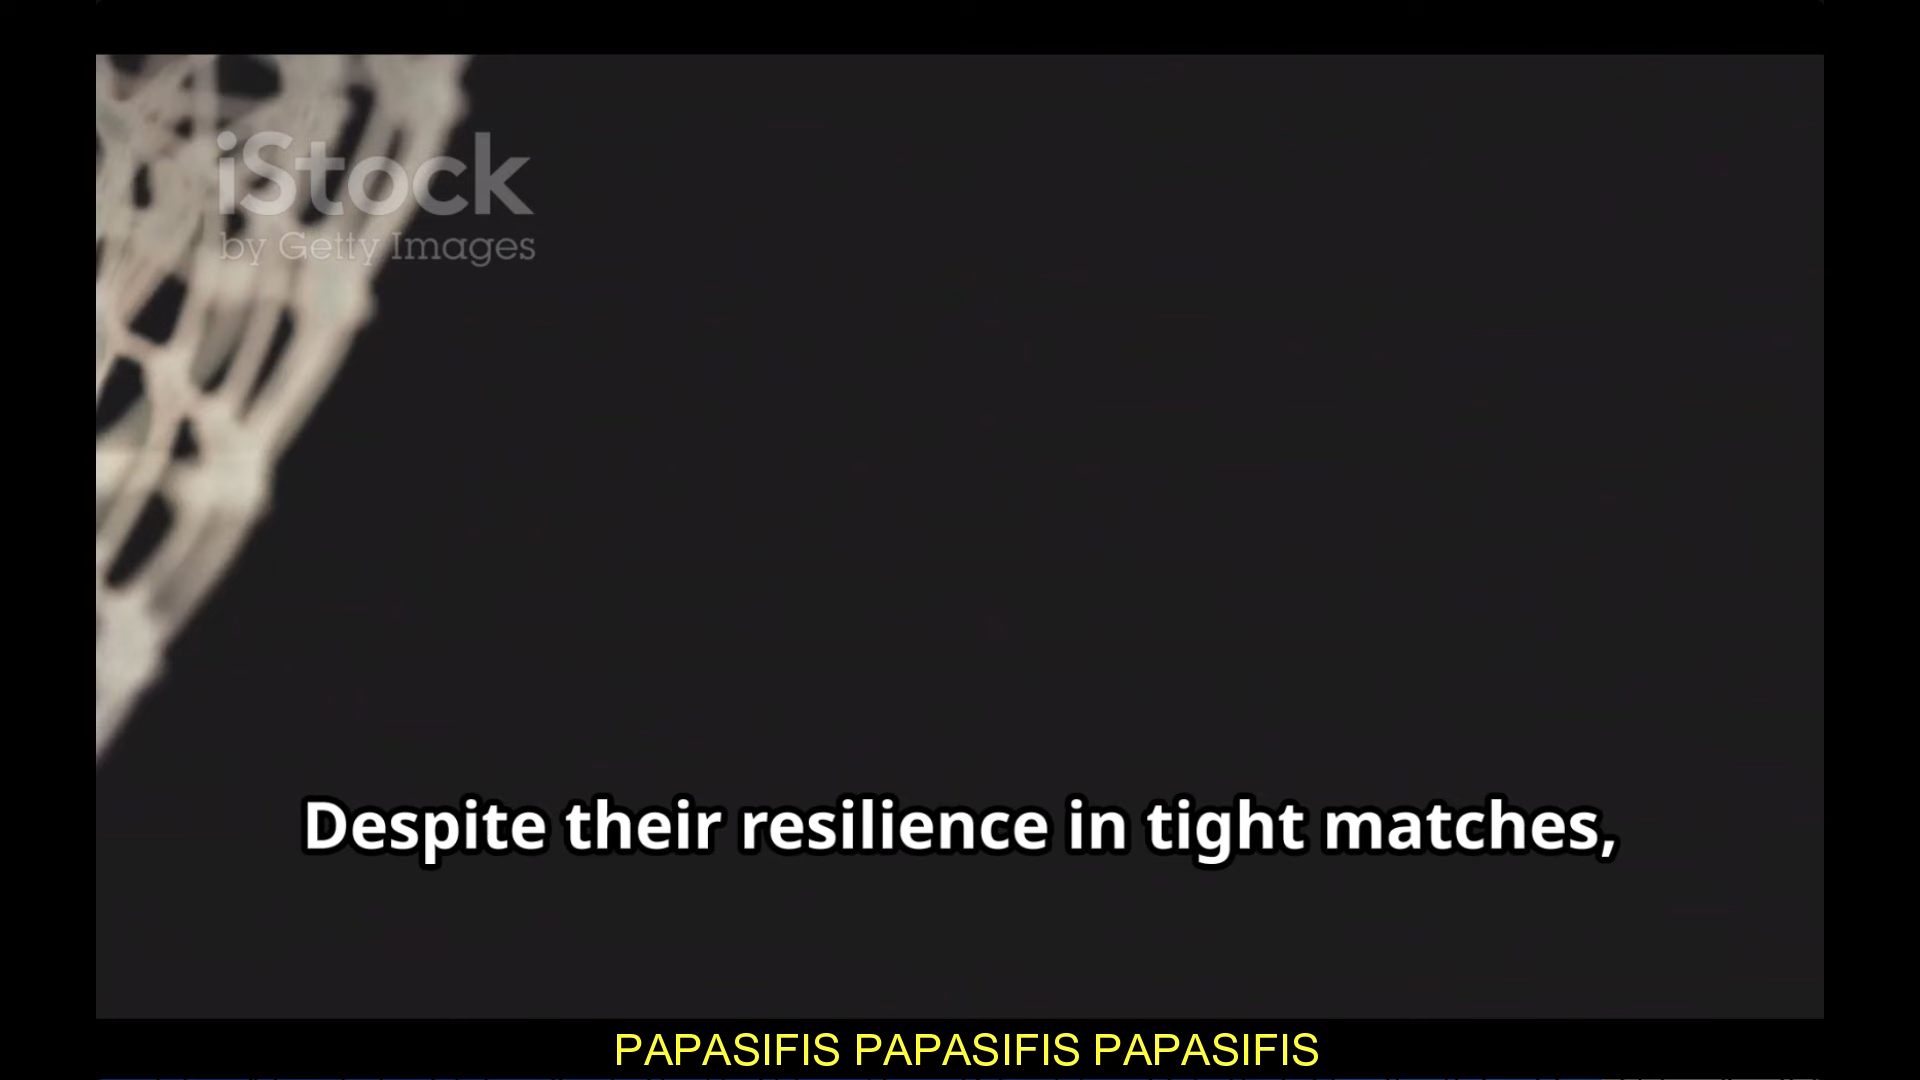 iStock
by Getty Images
Despite their resilience in tight matches,
PAPASIFIS PAPASIFIS PAPASIFIS